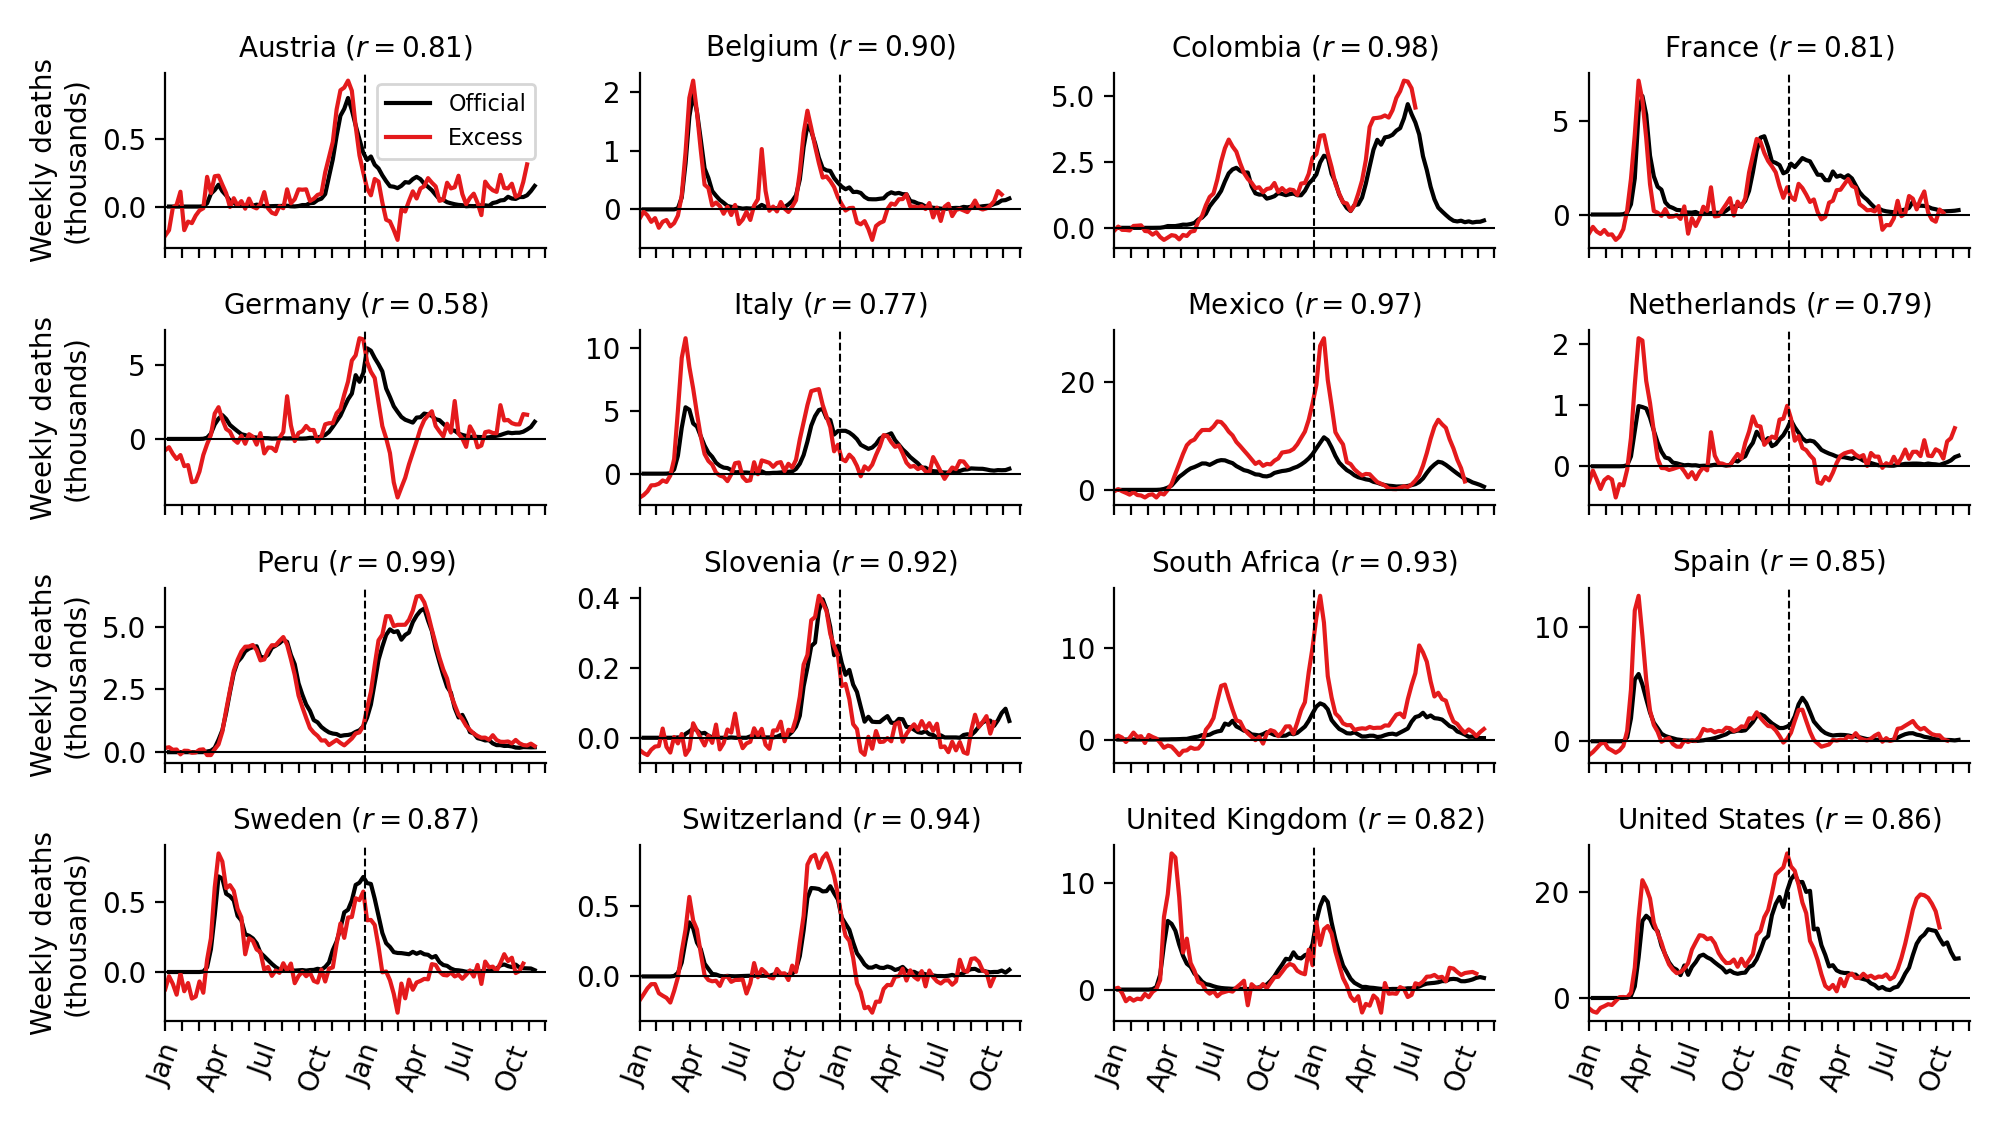 Austria (r = 0.81)
Belgium (r = 0.90)
Colombia (r = 0.98)
France (r = 0.81)
Weekly deaths
(thousands)
0.5
0.0
Official
Excess
2
1
0
5.0
2.5
0.0
5
0
Germany (r = 0.58)
Italy (r = 0.77)
Mexico (r = 0.97)
Netherlands (r = 0.79)
Weekly deaths
(thousands)
5
0
10
5
0
20
0
2
1
0
Peru (r = 0.99)
Slovenia (r = 0.92)
South Africa (r = 0.93)
Spain (r = 0.85)
Weekly deaths
(thousands)
5.0
2.5
0.0
0.4
0.2
0.0
10
0
10
0
Sweden (r = 0.87)
Switzerland (r = 0.94)
United Kingdom (r = 0.82)
United States (r = 0.86)
Weekly deaths
(thousands)
0.5
0.0
0.5
0.0
10
0
20
0
Jan
Apr
Jul
Oct
Jan
Apr
Jul
Oct
Jan
Apr
Jul
Oct
Jan
Apr
Jul
Oct
Jan
Apr
Jul
Oct
Jan
Apr
Jul
Oct
Jan
Apr
Jul
Oct
Jan
Apr
Jul
Oct